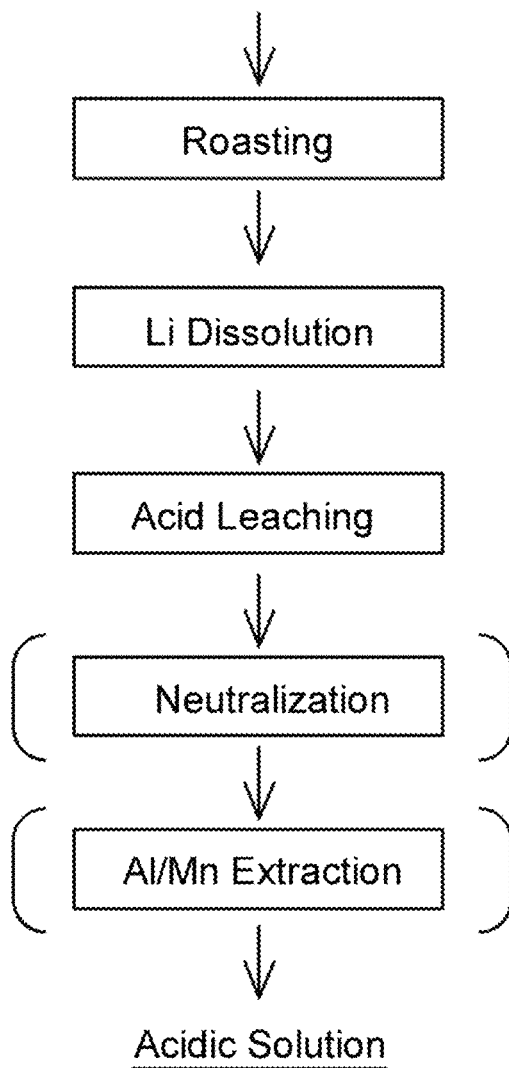 Roasting
Li Dissolution
Acid Leaching
Neutralization
Al/Mn Extraction
Acidic Solution